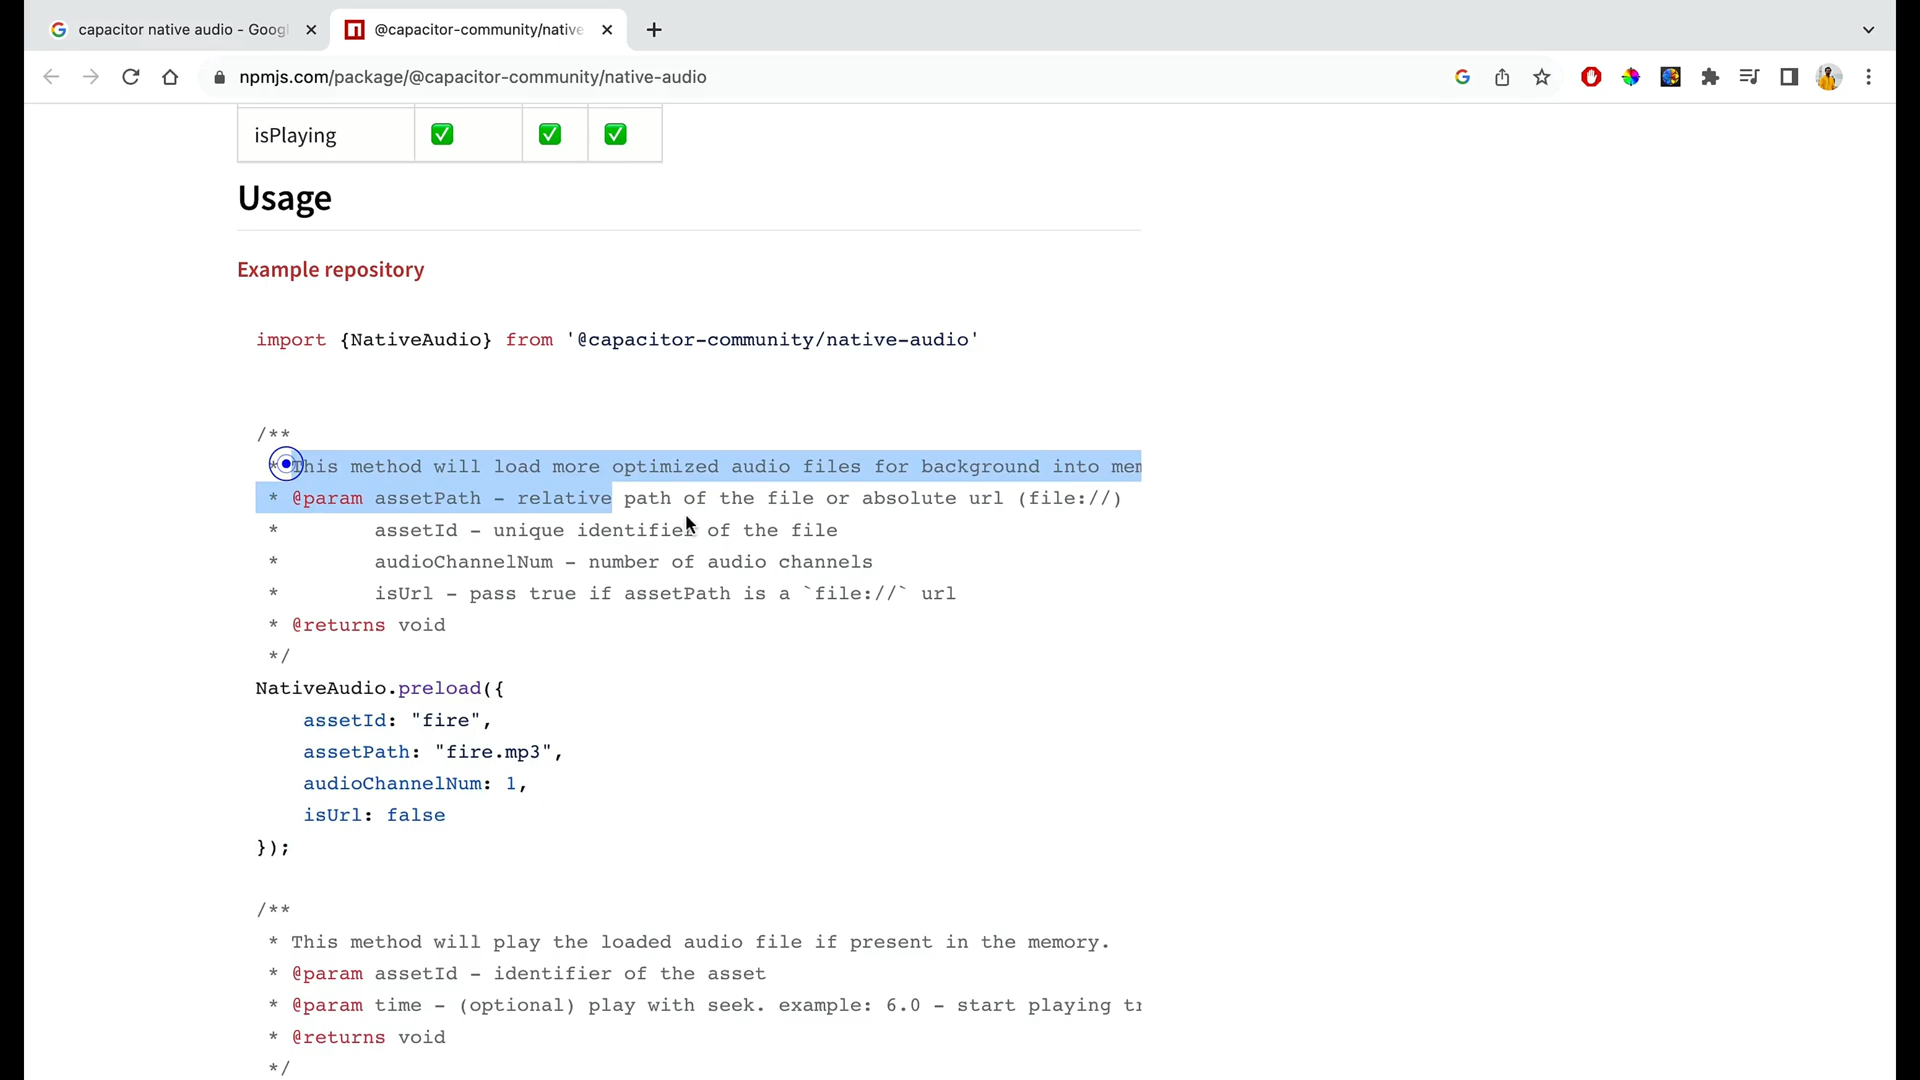 capacitor native audio - Goog
@capacitor-community/native
npmjs.com/package/@capacitor-community/native-audio
isPlaying
Usage
Example repository
import {NativeAudio} from '@capacitor-community/native-audio'
/**
* This method will load more optimized audio files for background into mem
* @param assetPath - relative path of the file or absolute url (file://)
* assetId - unique identifier of the file
* audioChannelNum - number of audio channels
* isUrl - pass true if assetPath is a `file://` url
* @returns void
*/
NativeAudio.preload({
assetId: "fire",
assetPath: "fire.mp3",
audioChannelNum: 1,
isUrl: false
});
/**
* This method will play the loaded audio file if present in the memory.
* @param assetId - identifier of the asset
* @param time - (optional) play with seek. example: 6.0 - start playing tr
* @returns void
*/